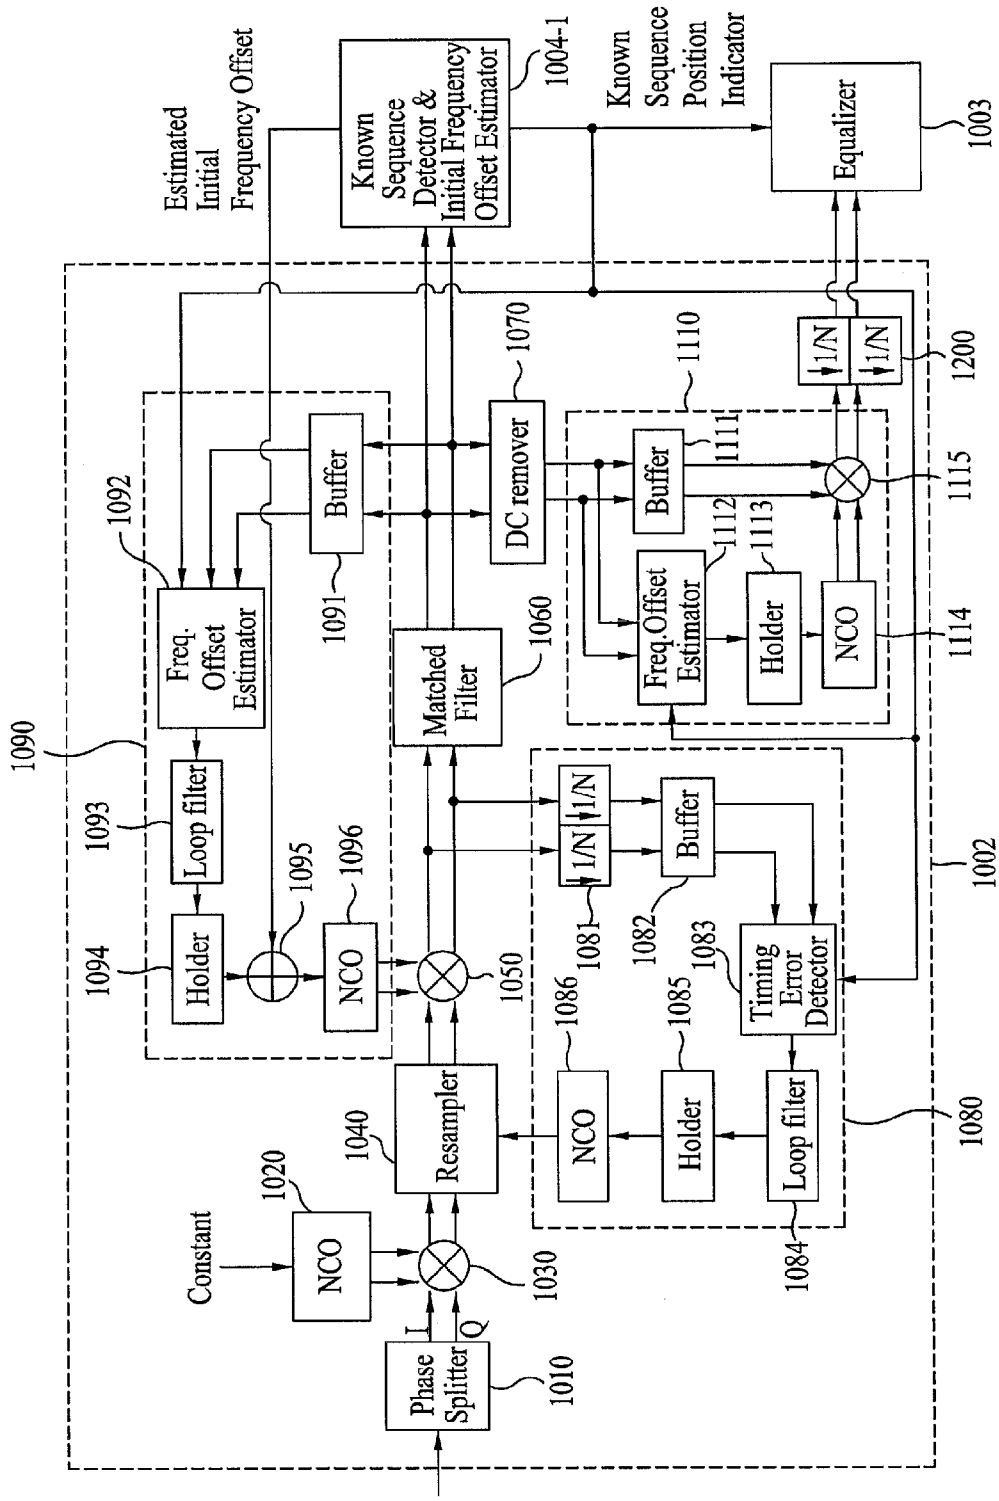 Estimated
Initial
Frequency Offset
1090
1092
Freq.
Offset
Estimator
1093
Loop filter
1094
Holder
1095
1096
NCO
Buffer
1091
Known
Sequence
Detector &
Initial Frequency
Offset Estimator
1004-1
Constant
1020
NCO
1040
Resampler
1050
Matched
Filter
1060
DC remover
1070
Phase
Splitter
1010
I
Q
1030
1086
NCO
1085
Holder
Loop filter
1084
1080
1/N
1/N
1081
Buffer
1082
1083
Timing
Error
Detector
1110
Buffer
1111
Freq.Offset
Estimator
1112
Holder
1113
NCO
1114
1115
1/N
1/N
1200
Known
Sequence
Position
Indicator
Equalizer
1003
1002